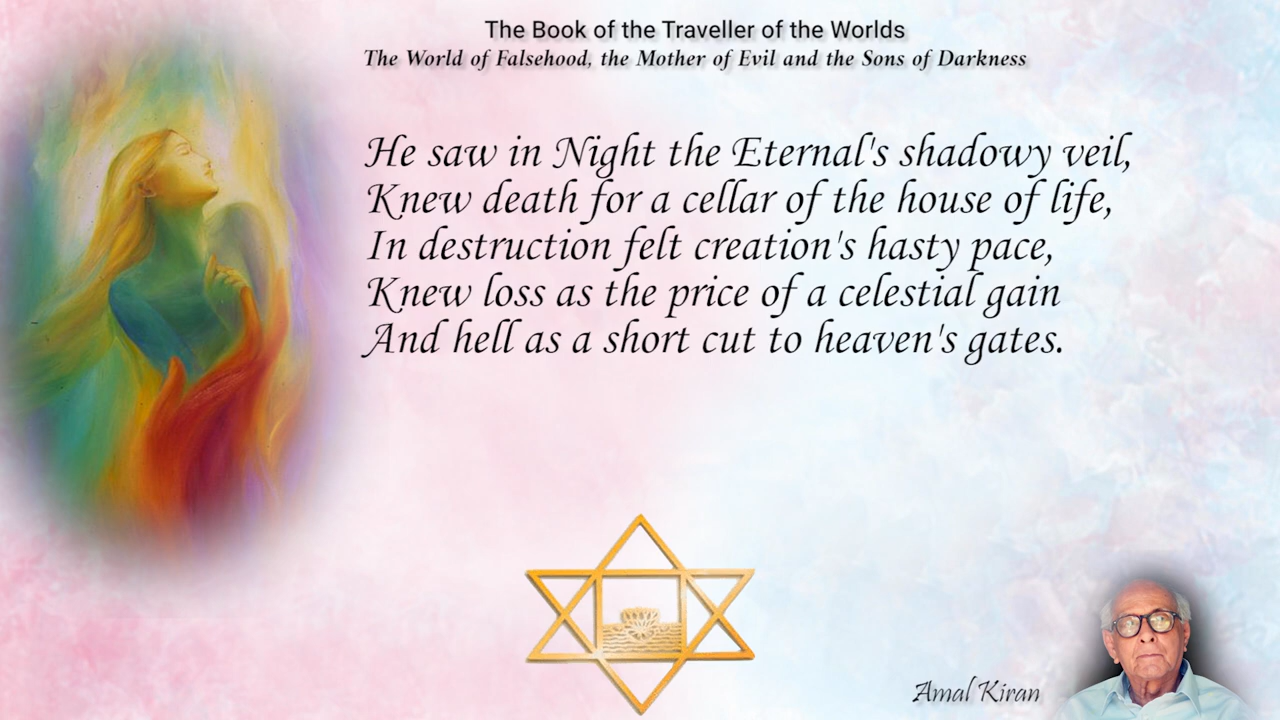 The Book of the Traveller of the Worlds
The World of Falsehood, the Mother of Evil and the Sons of Darkness
He saw in Night the Eternal's shadowy veil,
Knew death for a cellar of the house of life,
In destruction felt creation's hasty pace,
Knew loss as the price of a celestial gain
And hell as a short cut to heaven's gates.
Amal Kiran